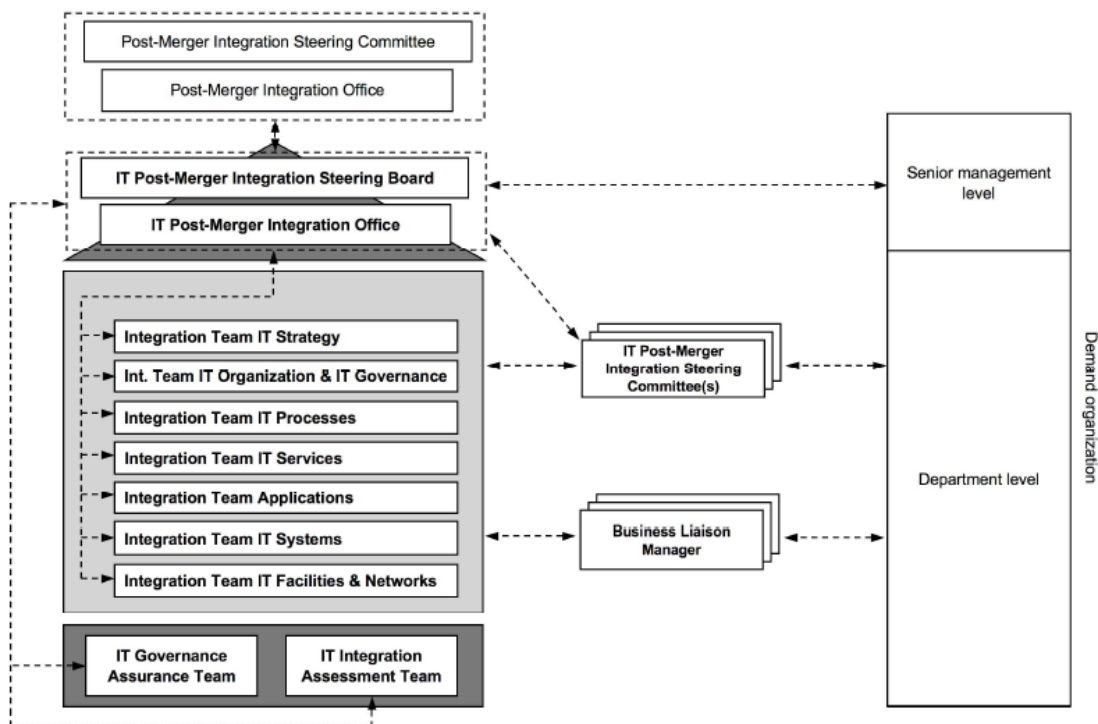 Post-Merger Integration Steering Committee
Post-Merger Integration Office
IT Post-Merger Integration Steering Board
IT Post-Merger Integration Office
Senior management
level
Integration Team IT Strategy
Int. Team IT Organization & IT Governance
Integration Team IT Processes
Integration Team IT Services
Integration Team Applications
Integration Team IT Systems
Integration Team IT Facilities & Networks
IT Post-Merger
Integration Steering
Committee(s)
Business Liaison
Manager
Department level
Demand organization
IT Governance
Assurance Team
IT Integration
Assessment Team